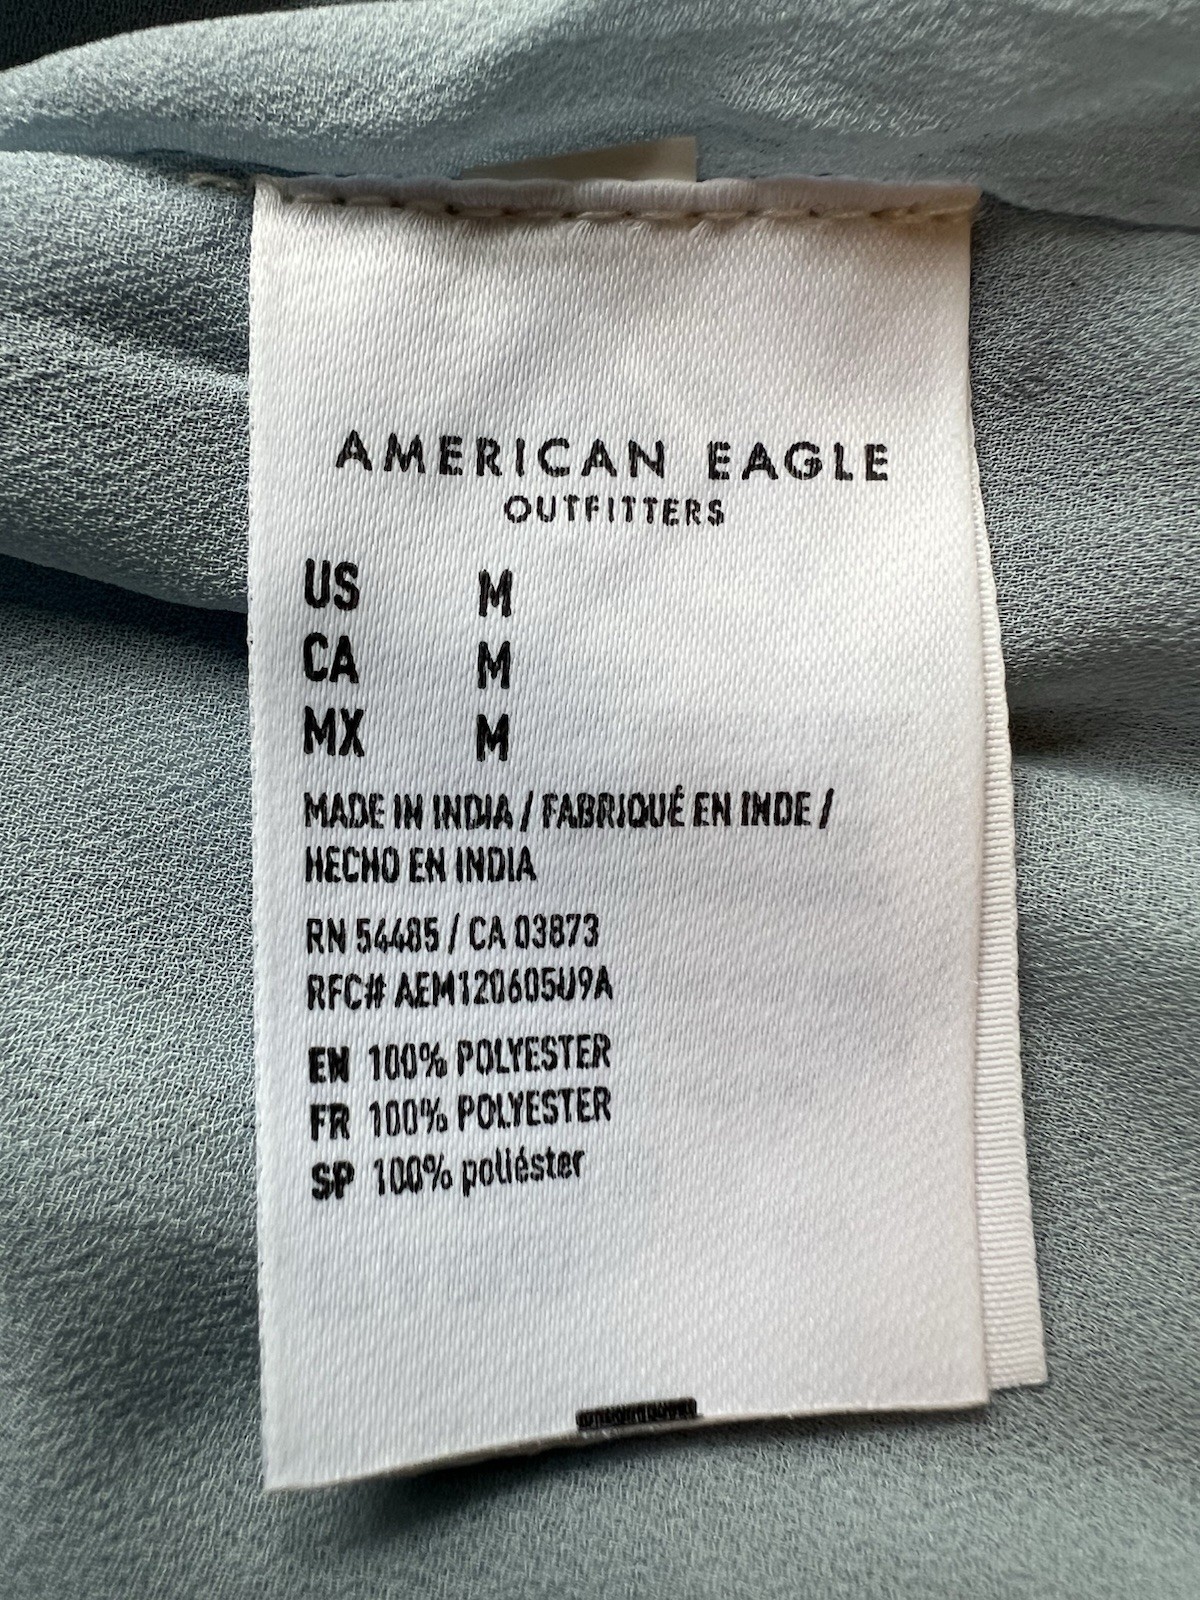 AMERICAN EAGLE
OUTFITTERS
US M
CA M
MX M
MADE IN INDIA / FABRIQUÉ EN INDE /
HECHO EN INDIA
RN 54485 / CA 03873
RFC# AEM120605U9A
EN 100% POLYESTER
FR 100% POLYESTER
SP 100% poliéster